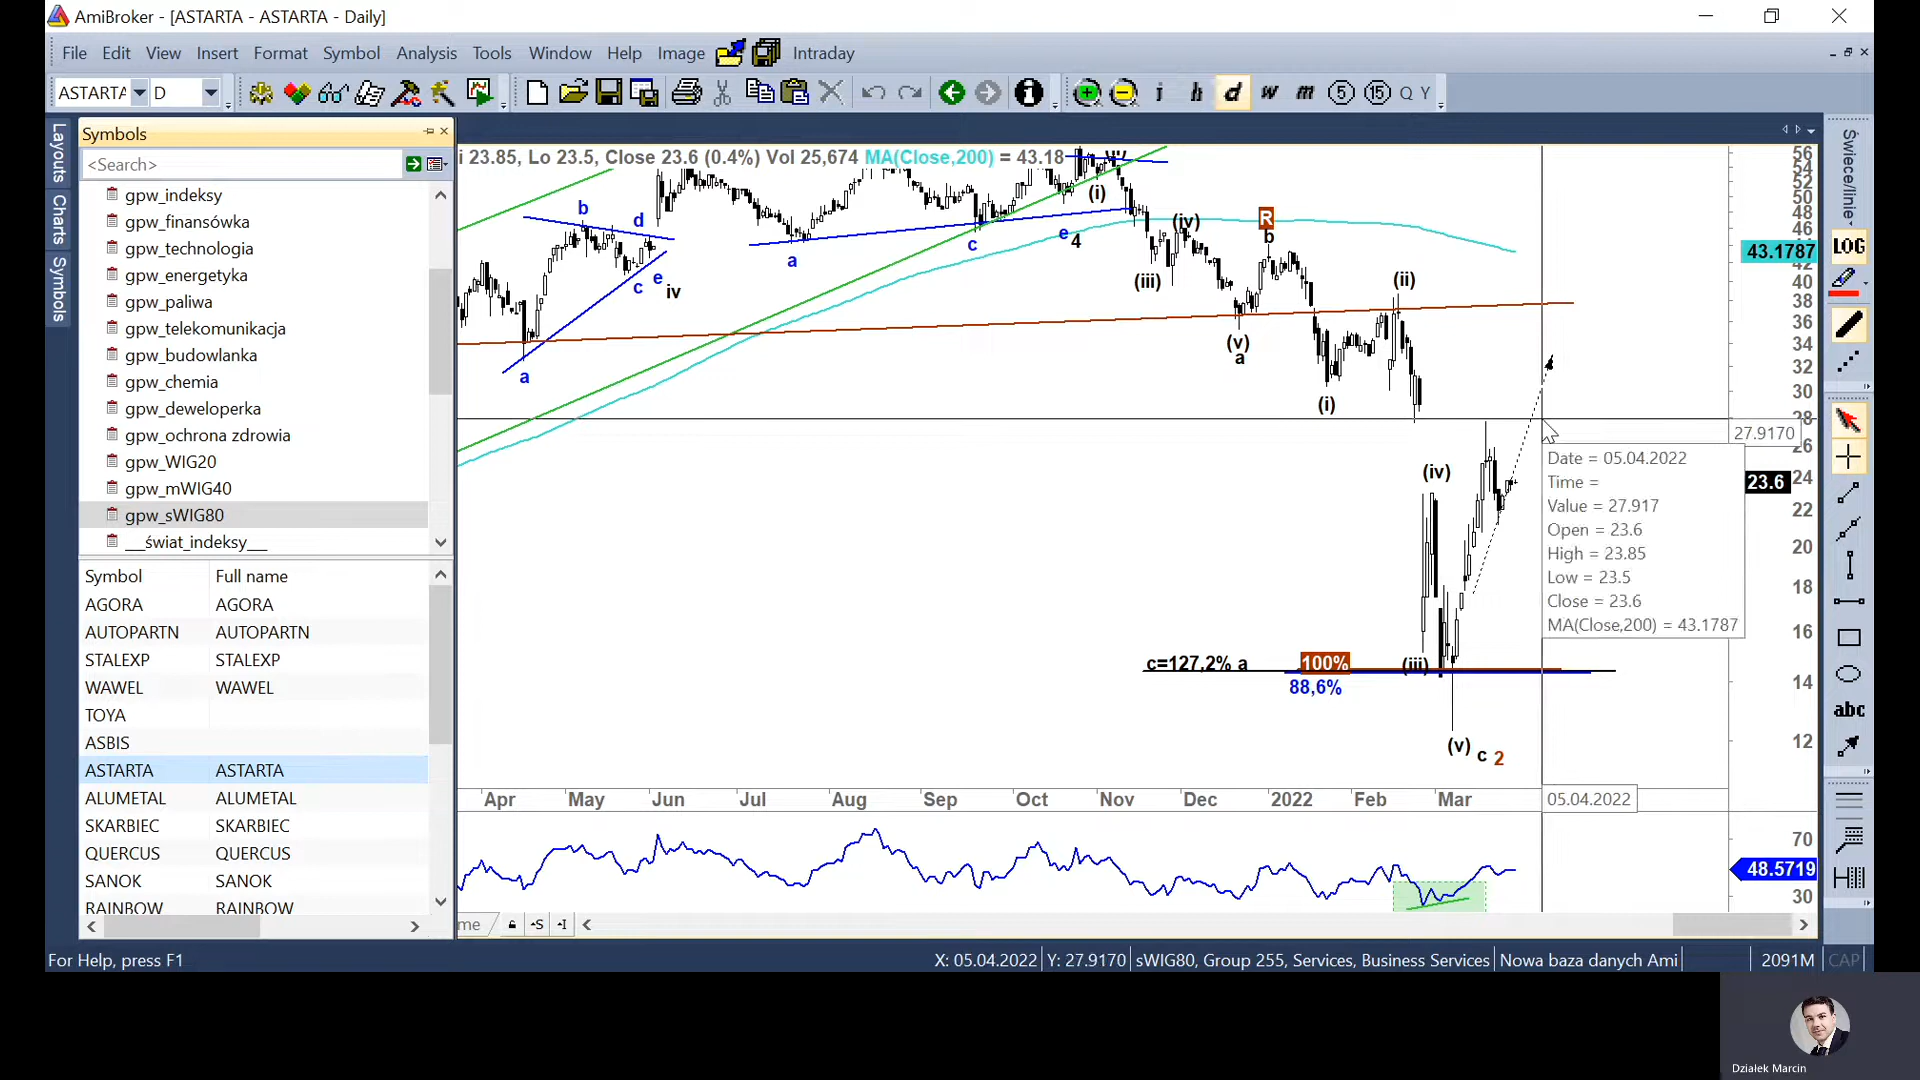 AmiBroker - [ASTARTA - ASTARTA - Daily]
File Edit View Insert Format Symbol Analysis Tools Window Help Image Intraday
ASTARTA D
i h d w m 5 15 Q Y
Symbols
<Search>
Layouts
Charts
Symbols
gpw_indeksy
gpw_finansówka
gpw_technologia
gpw_energetyka
gpw_paliwa
gpw_telekomunikacja
gpw_budowlanka
gpw_chemia
gpw_deweloperka
gpw_ochrona zdrowia
gpw_WIG20
gpw_mWIG40
gpw_sWIG80
___świat_indeksy__
Symbol Full name
AGORA AGORA
AUTOPARTN AUTOPARTN
STALEXP STALEXP
WAWEL WAWEL
TOYA
ASBIS
ASTARTA ASTARTA
ALUMETAL ALUMETAL
SKARBIEC SKARBIEC
QUERCUS QUERCUS
SANOK SANOK
RAINBOW RAINBOW
i 23.85, Lo 23.5, Close 23.6 (0.4%) Vol 25,674 MA(Close,200) = 43.18
b
d
a
c
e
iv
a
c
e 4
(i)
(iii)
(iv)
(v)
a
R
b
(i)
(ii)
(iii)
(iv)
(v) c 2
c=127,2% a
100%
88,6%
56
54
52
50
48
46
43.1787
42
40
38
36
34
32
30
28
27.9170
26
24
23.6
22
20
18
16
14
12
Date = 05.04.2022
Time =
Value = 27.917
Open = 23.6
High = 23.85
Low = 23.5
Close = 23.6
MA(Close,200) = 43.1787
Apr May Jun Jul Aug Sep Oct Nov Dec 2022 Feb Mar
05.04.2022
70
48.5719
30
me
S
I
Świece/linie
LOG
abc
For Help, press F1
X: 05.04.2022 Y: 27.9170 sWIG80, Group 255, Services, Business Services Nowa baza danych Ami 2091M CAP
Działek Marcin